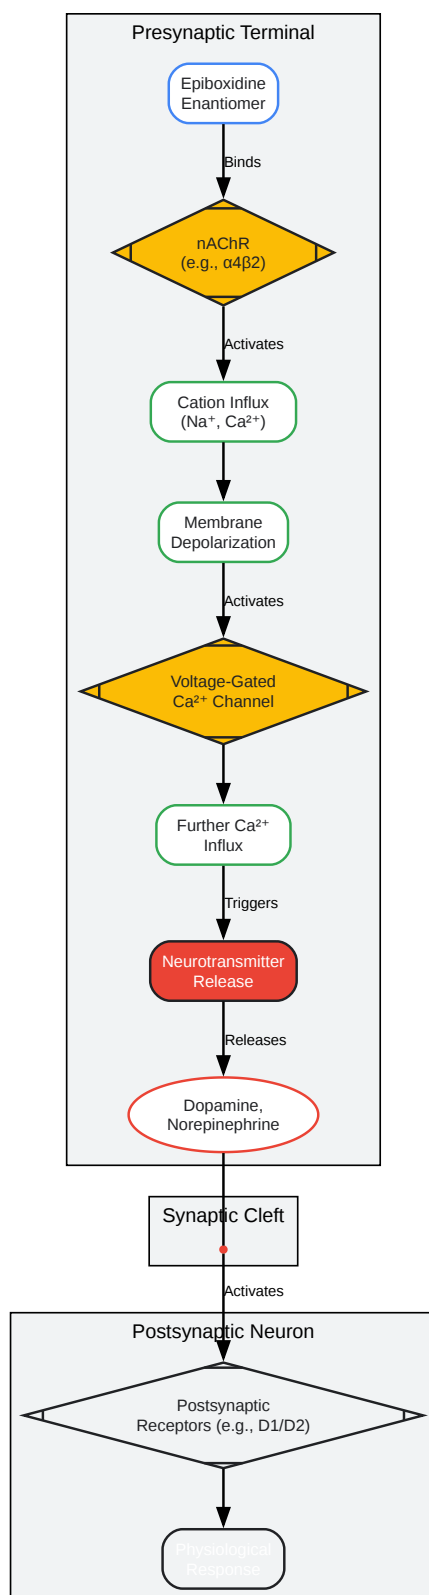 Presynaptic Terminal
Epiboxidine
Enantiomer
Binds
nAChR
(e.g., α4β2)
Activates
Cation Influx
(Na⁺, Ca²⁺)
Membrane
Depolarization
Activates
Voltage-Gated
Ca²⁺ Channel
Further Ca²⁺
Influx
Triggers
Neurotransmitter
Release
Releases
Dopamine,
Norepinephrine
Synaptic Cleft
Activates
Postsynaptic Neuron
Postsynaptic
Receptors (e.g., D1/D2)
Physiological
Response